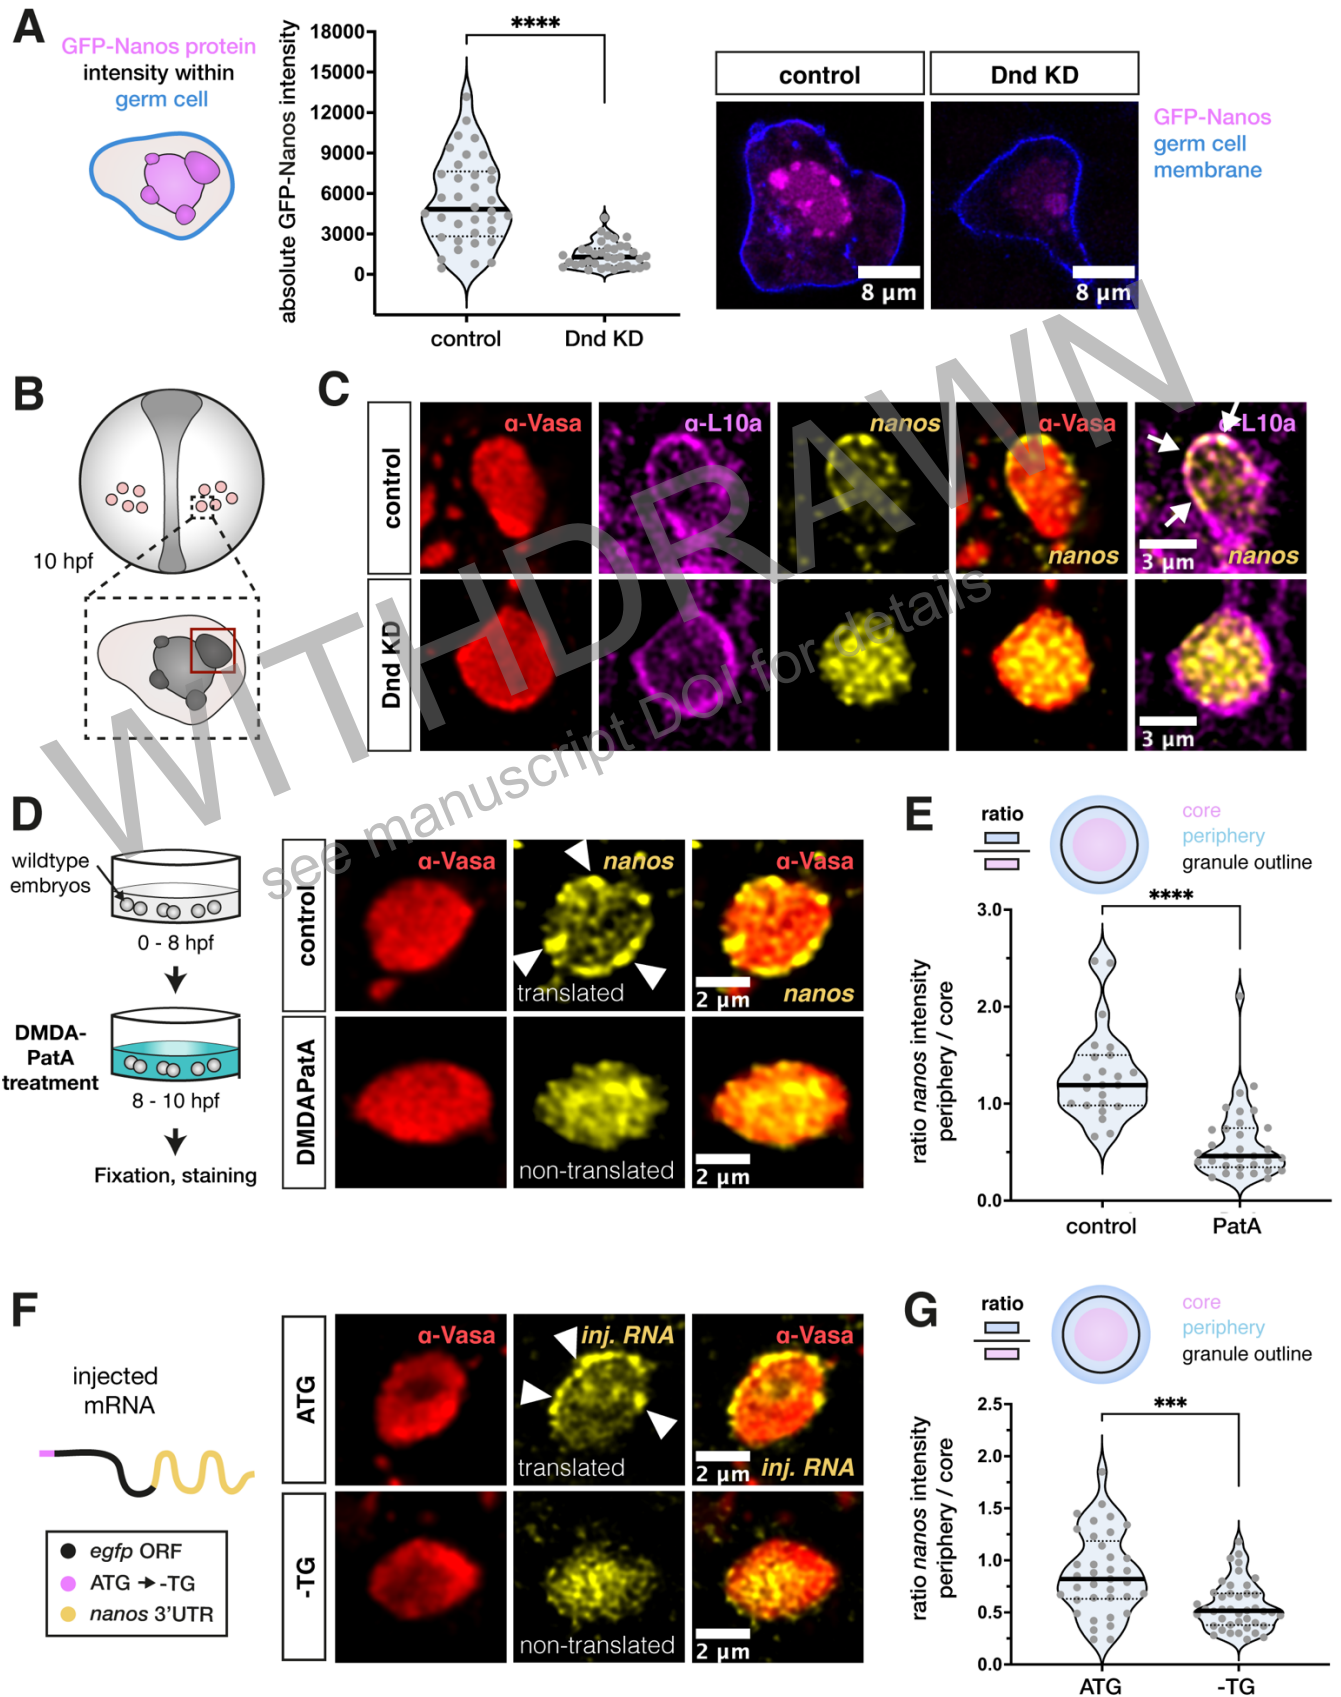 A
GFP-Nanos protein
intensity within
germ cell
absolute GFP-Nanos intensity
18000
15000
12000
9000
6000
3000
0
****
control
Dnd KD
control
Dnd KD
8 µm
8 µm
GFP-Nanos
germ cell
membrane
B
10 hpf
C
control
α-Vasa
α-L10a
nanos
α-Vasa
nanos
α-L10a
nanos
3 µm
Dnd KD
3 µm
WITHDRAWN
see manuscript DOI for details
D
wildtype
embryos
0 - 8 hpf
DMDA-
PatA
treatment
8 - 10 hpf
Fixation, staining
control
α-Vasa
nanos
translated
α-Vasa
2 µm
nanos
DMDAPatA
non-translated
2 µm
E
ratio
core
periphery
granule outline
ratio nanos intensity
periphery / core
3.0
2.0
1.0
0.0
****
control
PatA
F
injected
mRNA
egfp ORF
ATG → -TG
nanos 3'UTR
ATG
α-Vasa
inj. RNA
translated
α-Vasa
2 µm
inj. RNA
-TG
non-translated
2 µm
G
ratio
core
periphery
granule outline
ratio nanos intensity
periphery / core
2.5
2.0
1.5
1.0
0.5
0.0
***
ATG
-TG